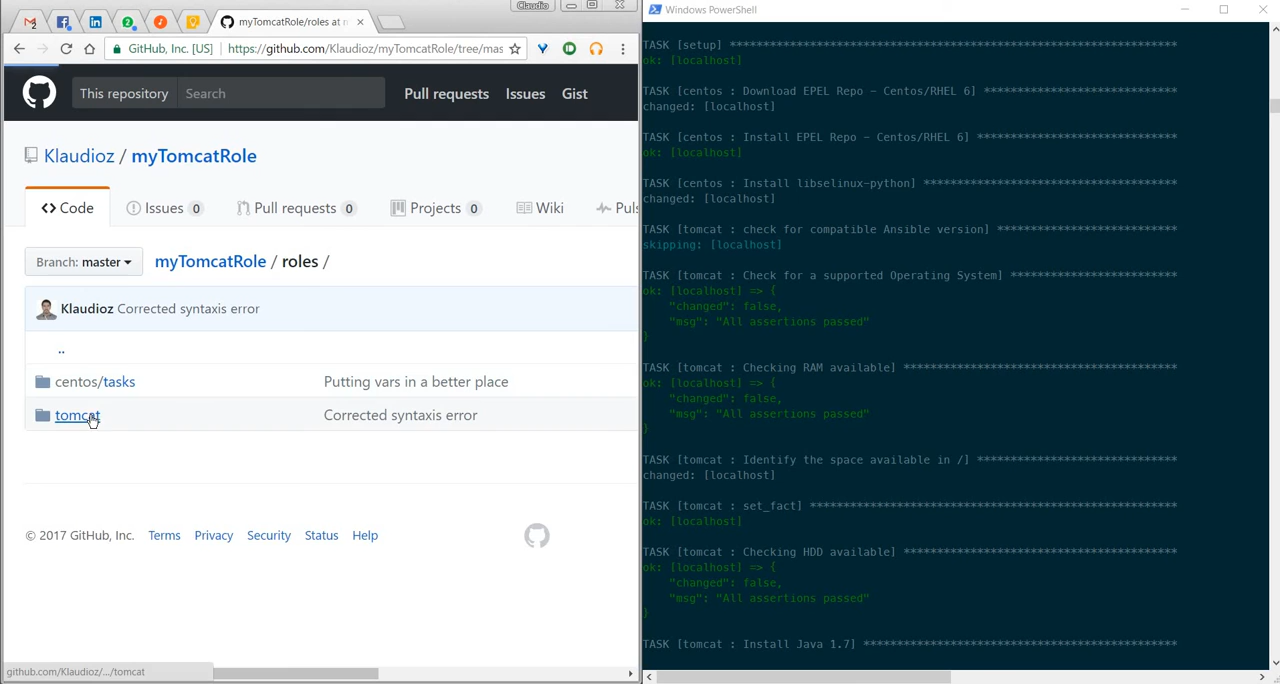 Claudio
myTomcatRole/roles at m
GitHub, Inc. [US]
https://github.com/Klaudioz/myTomcatRole/tree/mas
This repository
Search
Pull requests
Issues
Gist
Klaudioz / myTomcatRole
<> Code
Issues 0
Pull requests 0
Projects 0
Wiki
Puls
Branch: master
myTomcatRole / roles /
Klaudioz Corrected syntaxis error
..
centos/tasks
Putting vars in a better place
tomcat
Corrected syntaxis error
© 2017 GitHub, Inc.
Terms
Privacy
Security
Status
Help
github.com/Klaudioz/.../tomcat
Windows PowerShell
TASK [setup] **************************************************
ok: [localhost]
TASK [centos : Download EPEL Repo - Centos/RHEL 6] *****************************
changed: [localhost]
TASK [centos : Install EPEL Repo - Centos/RHEL 6] ******************************
ok: [localhost]
TASK [centos : Install libselinux-python] **************************************
changed: [localhost]
TASK [tomcat : check for compatible Ansible version] ***************************
skipping: [localhost]
TASK [tomcat : Check for a supported Operating System] *************************
ok: [localhost] => {
"changed": false,
"msg": "All assertions passed"
}
TASK [tomcat : Checking RAM available] *****************************************
ok: [localhost] => {
"changed": false,
"msg": "All assertions passed"
}
TASK [tomcat : Identify the space available in /] ******************************
changed: [localhost]
TASK [tomcat : set_fact] *******************************************************
ok: [localhost]
TASK [tomcat : Checking HDD available] *****************************************
ok: [localhost] => {
"changed": false,
"msg": "All assertions passed"
}
TASK [tomcat : Install Java 1.7] ***********************************************